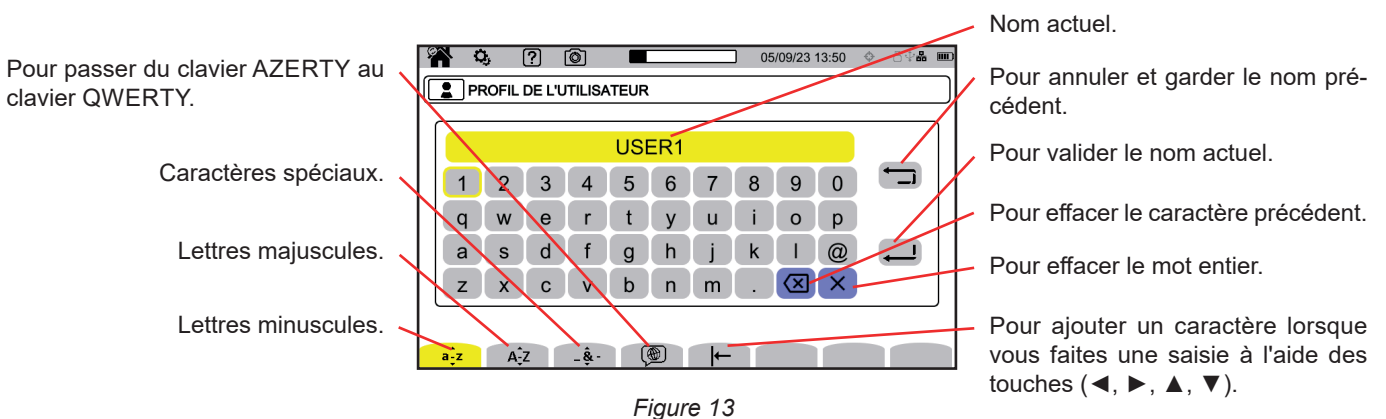 Nom actuel.
05/09/23 13:50
Pour passer du clavier AZERTY au
clavier QWERTY.
Pour annuler et garder le nom pré-
cédent.
PROFIL DE L'UTILISATEUR
USER1
Pour valider le nom actuel.
Caractères spéciaux.
1 2 3 4 5 6 7 8 9 0
Pour effacer le caractère précédent.
q w e r t y u i o p
Lettres majuscules.
a s d f g h j k l @
Pour effacer le mot entier.
z x c v b n m .
Lettres minuscules.
Pour ajouter un caractère lorsque
vous faites une saisie à l'aide des
touches (◄, ►, ▲, ▼).
a-z A-Z _&-
Figure 13